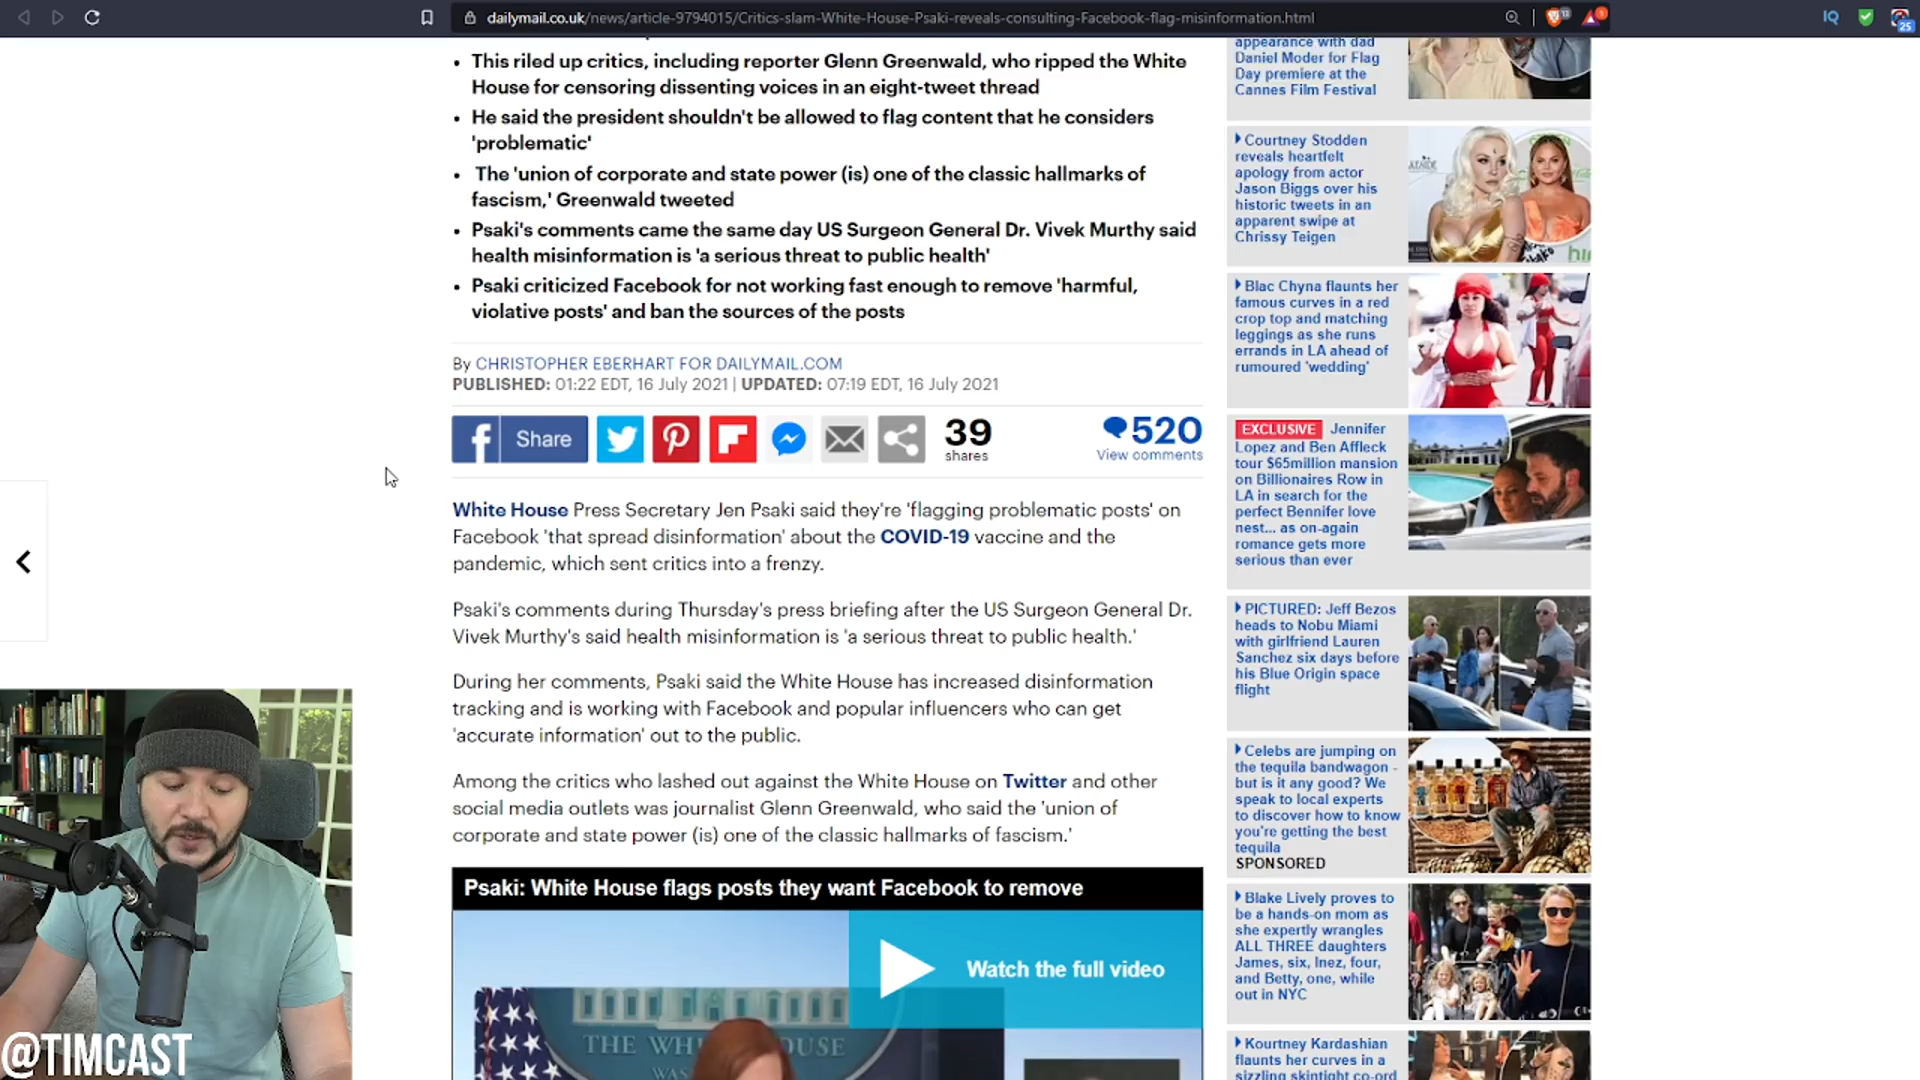 dailymail.co.uk/news/article-9794015/Critics-slam-White-House-Psaki-reveals-consulting-Facebook-flag-misinformation.html
IQ
25
This riled up critics, including reporter Glenn Greenwald, who ripped the White
House for censoring dissenting voices in an eight-tweet thread
He said the president shouldn't be allowed to flag content that he considers
'problematic'
The 'union of corporate and state power (is) one of the classic hallmarks of
fascism,' Greenwald tweeted
Psaki's comments came the same day US Surgeon General Dr. Vivek Murthy said
health misinformation is 'a serious threat to public health'
Psaki criticized Facebook for not working fast enough to remove 'harmful,
violative posts' and ban the sources of the posts
By CHRISTOPHER EBERHART FOR DAILYMAIL.COM
PUBLISHED: 01:22 EDT, 16 July 2021 | UPDATED: 07:19 EDT, 16 July 2021
Share
39
shares
520
View comments
White House Press Secretary Jen Psaki said they're 'flagging problematic posts' on
Facebook 'that spread disinformation' about the COVID-19 vaccine and the
pandemic, which sent critics into a frenzy.
Psaki's comments during Thursday's press briefing after the US Surgeon General Dr.
Vivek Murthy's said health misinformation is 'a serious threat to public health.'
During her comments, Psaki said the White House has increased disinformation
tracking and is working with Facebook and popular influencers who can get
'accurate information' out to the public.
Among the critics who lashed out against the White House on Twitter and other
social media outlets was journalist Glenn Greenwald, who said the 'union of
corporate and state power (is) one of the classic hallmarks of fascism.'
Psaki: White House flags posts they want Facebook to remove
Watch the full video
THE WHI USE
WAS
appearance with dad
Daniel Moder for Flag
Day premiere at the
Cannes Film Festival
Courtney Stodden
reveals heartfelt
apology from actor
Jason Biggs over his
historic tweets in an
apparent swipe at
Chrissy Teigen
Blac Chyna flaunts her
famous curves in a red
crop top and matching
leggings as she runs
errands in LA ahead of
rumoured 'wedding'
EXCLUSIVE Jennifer
Lopez and Ben Affleck
tour $65million mansion
on Billionaires Row in
LA in search for the
perfect Bennifer love
nest... as on-again
romance gets more
serious than ever
PICTURED: Jeff Bezos
heads to Nobu Miami
with girlfriend Lauren
Sanchez six days before
his Blue Origin space
flight
Celebs are jumping on
the tequila bandwagon -
but is it any good? We
speak to local experts
to discover how to know
you're getting the best
tequila
SPONSORED
Blake Lively proves to
be a hands-on mom as
she expertly wrangles
ALL THREE daughters
James, six, Inez, four,
and Betty, one, while
out in NYC
Kourtney Kardashian
flaunts her curves in a
sizzling skintight co-ord
@TIMCAST